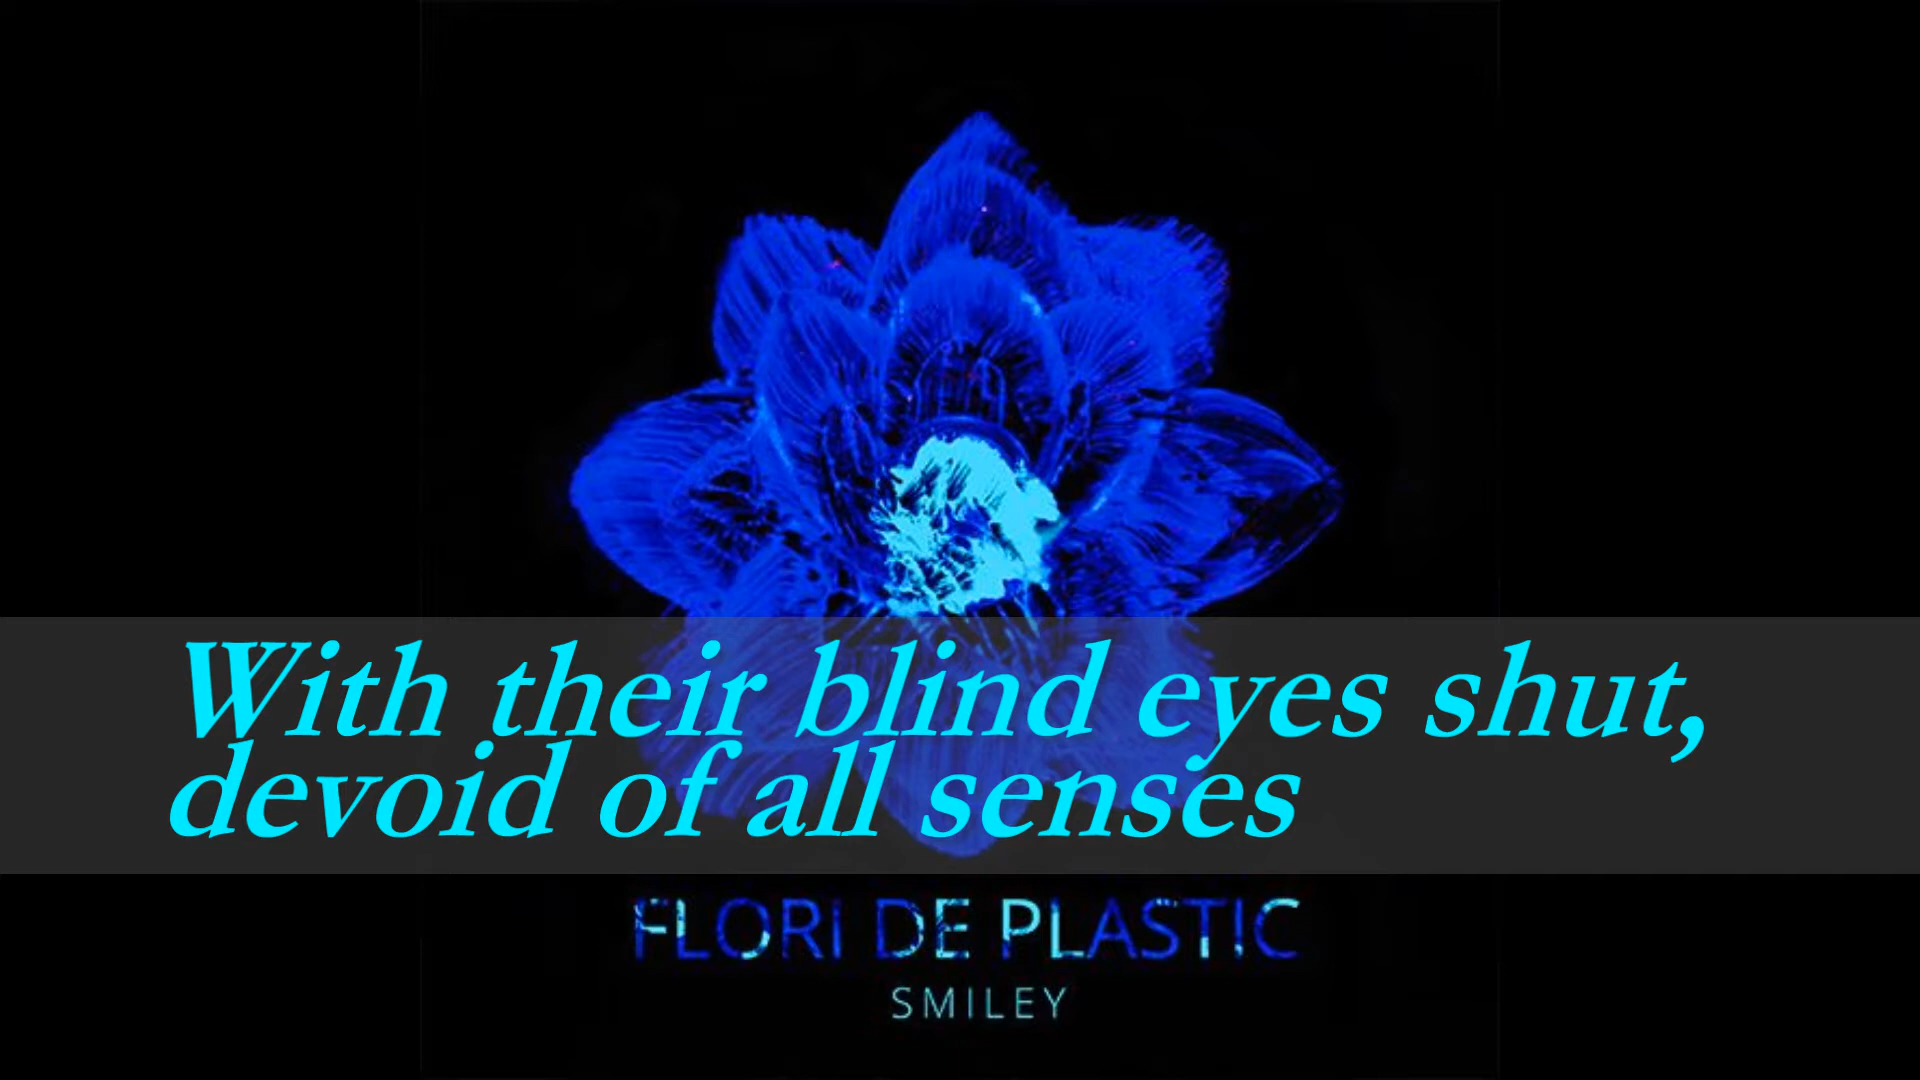 With their blind eyes shut,
devoid of all senses
FLORI DE PLASTIC
SMILEY